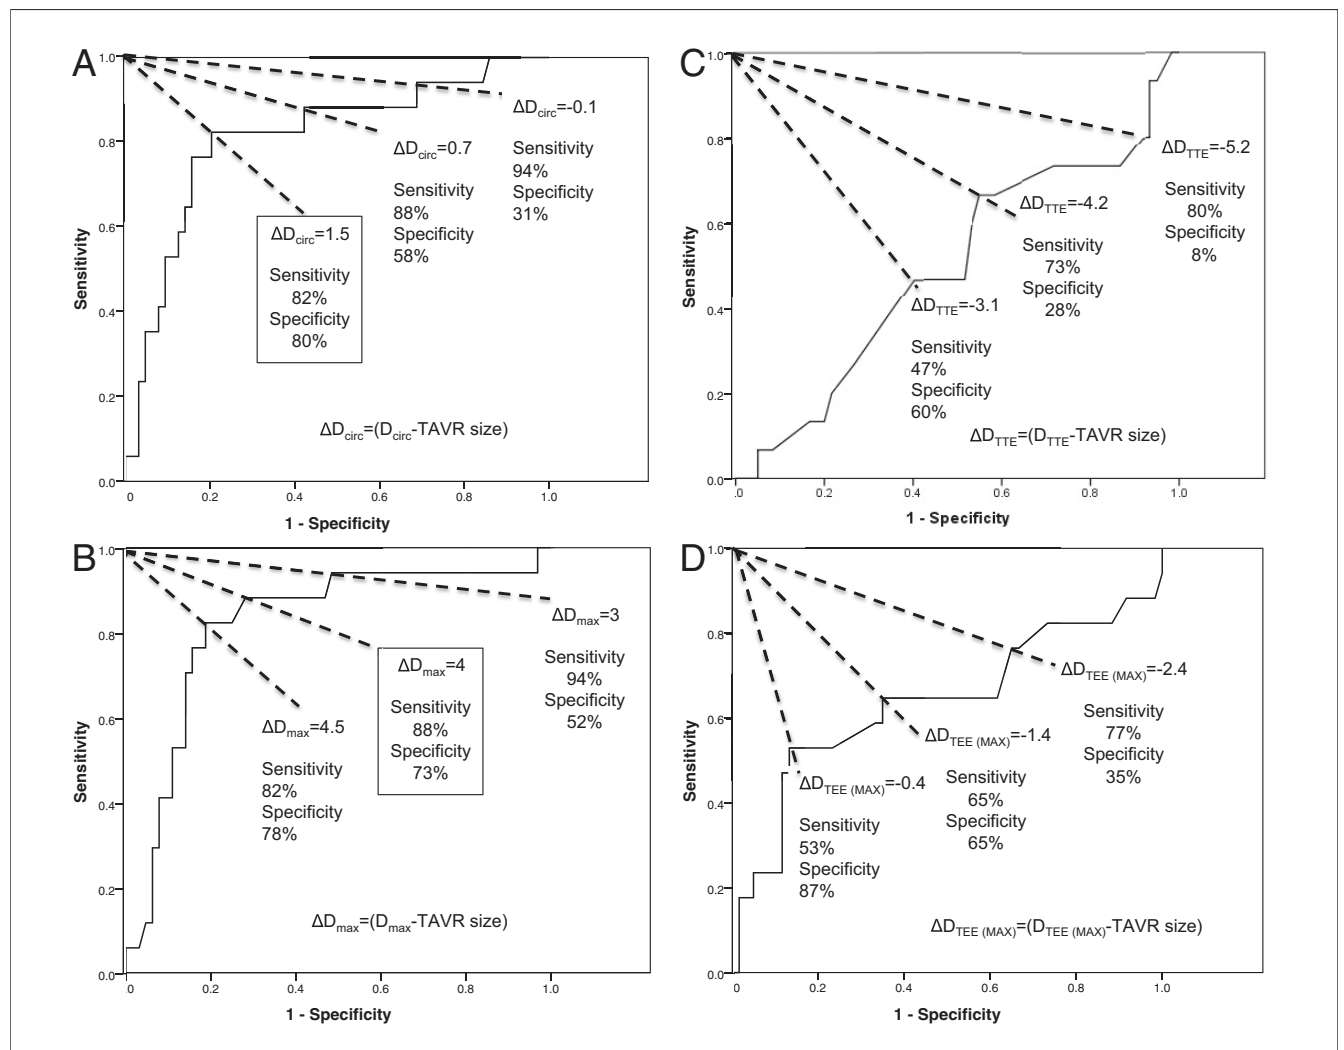 A
1.0
0.8
0.6
0.4
0.2
0.0
Sensitivity
0
0.2
0.4
0.6
0.8
1.0
1 - Specificity
ΔDcirc=-0.1
Sensitivity
94%
Specificity
31%
ΔDcirc=0.7
Sensitivity
88%
Specificity
58%
ΔDcirc=1.5
Sensitivity
82%
Specificity
80%
ΔDcirc=(Dcirc-TAVR size)
C
1.0
0.8
0.6
0.4
0.2
0.0
Sensitivity
.0
0.2
0.4
0.6
0.8
1.0
1 - Specificity
ΔDTTE=-5.2
Sensitivity
80%
Specificity
8%
ΔDTTE=-4.2
Sensitivity
73%
Specificity
28%
ΔDTTE=-3.1
Sensitivity
47%
Specificity
60%
ΔDTTE=(DTTE-TAVR size)
B
1.0
0.8
0.6
0.4
0.2
0.0
Sensitivity
0
0.2
0.4
0.6
0.8
1.0
1 - Specificity
ΔDmax=3
Sensitivity
94%
Specificity
52%
ΔDmax=4
Sensitivity
88%
Specificity
73%
ΔDmax=4.5
Sensitivity
82%
Specificity
78%
ΔDmax=(Dmax-TAVR size)
D
1.0
0.8
0.6
0.4
0.2
0.0
Sensitivity
0
0.2
0.4
0.6
0.8
1.0
1 - Specificity
ΔDTEE (MAX)=-2.4
Sensitivity
77%
Specificity
35%
ΔDTEE (MAX)=-1.4
Sensitivity
65%
Specificity
65%
ΔDTEE (MAX)=-0.4
Sensitivity
53%
Specificity
87%
ΔDTEE (MAX)=(DTEE (MAX)-TAVR size)